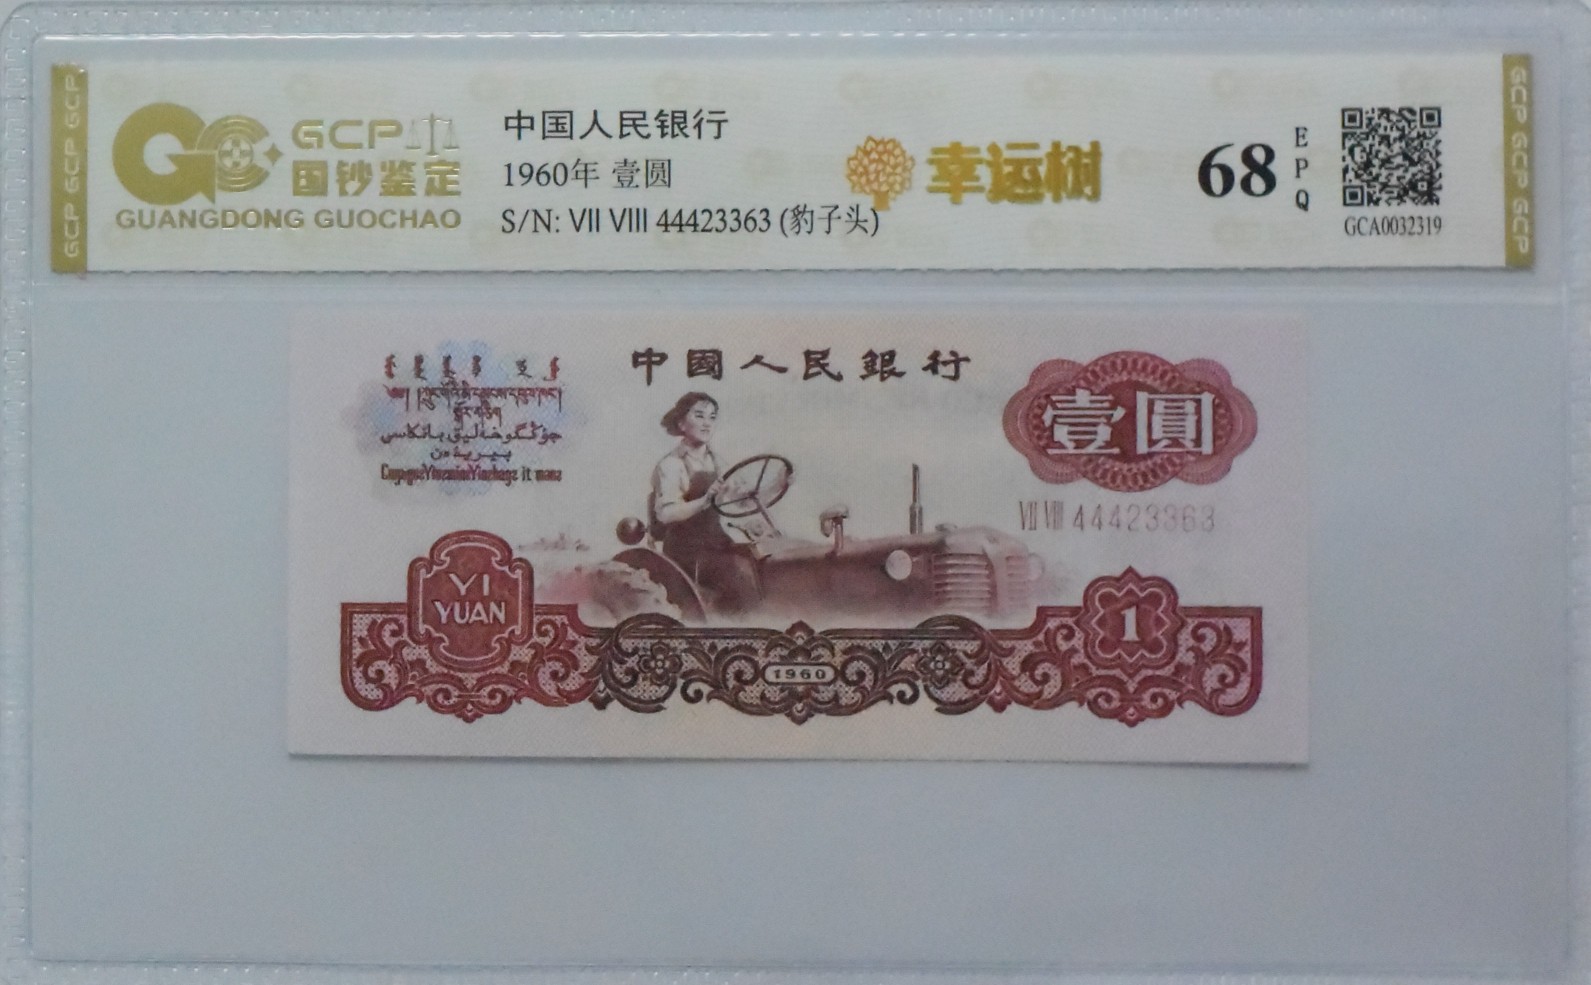 GCP GCP GCP
GCP
国钞鉴定
GUANGDONG GUOCHAO
中国人民银行
1960年 壹圆
S/N: VII VIII 44423363 (豹子头)
幸运树
68
E
P
Q
GCA0032319
GCP GCP GCP
中國人民銀行
壹圓
VII VIII 44423363
YI
YUAN
1960
1